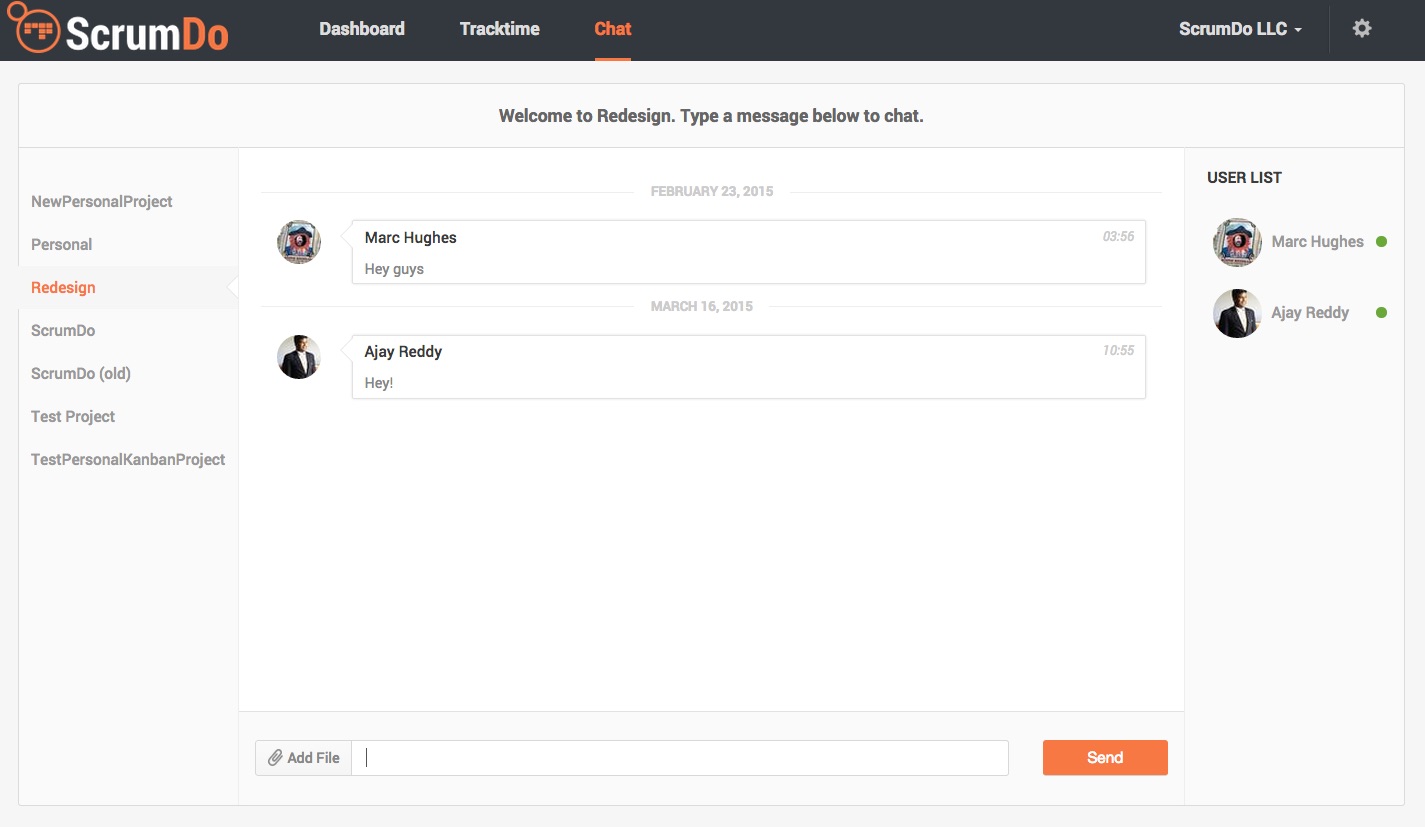 ScrumDo
Dashboard
Tracktime
Chat
ScrumDo LLC
Welcome to Redesign. Type a message below to chat.
NewPersonalProject
Personal
Redesign
ScrumDo
ScrumDo (old)
Test Project
TestPersonalKanbanProject
FEBRUARY 23, 2015
Marc Hughes
03:56
Hey guys
MARCH 16, 2015
Ajay Reddy
10:55
Hey!
Add File
Send
USER LIST
Marc Hughes
Ajay Reddy